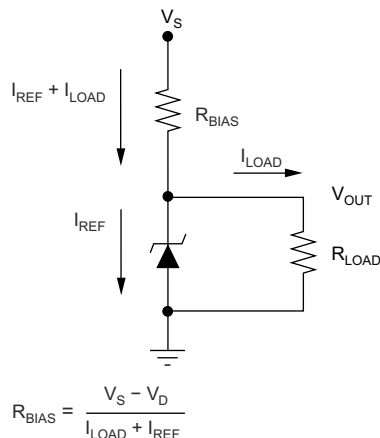 V_S
I_REF + I_LOAD
R_BIAS
I_LOAD
V_OUT
I_REF
R_LOAD
R_BIAS = (V_S − V_D) / (I_LOAD + I_REF)